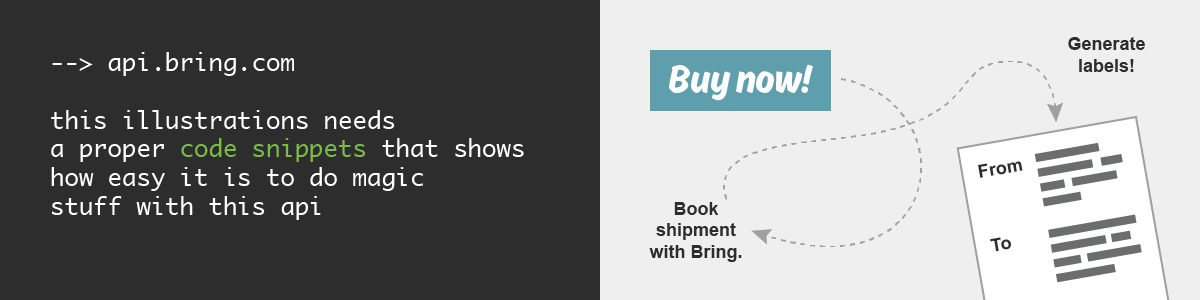 --> api.bring.com
this illustrations needs
a proper code snippets that shows
how easy it is to do magic
stuff with this api
Buy now!
Book
shipment
with Bring.
Generate
labels!
From
To